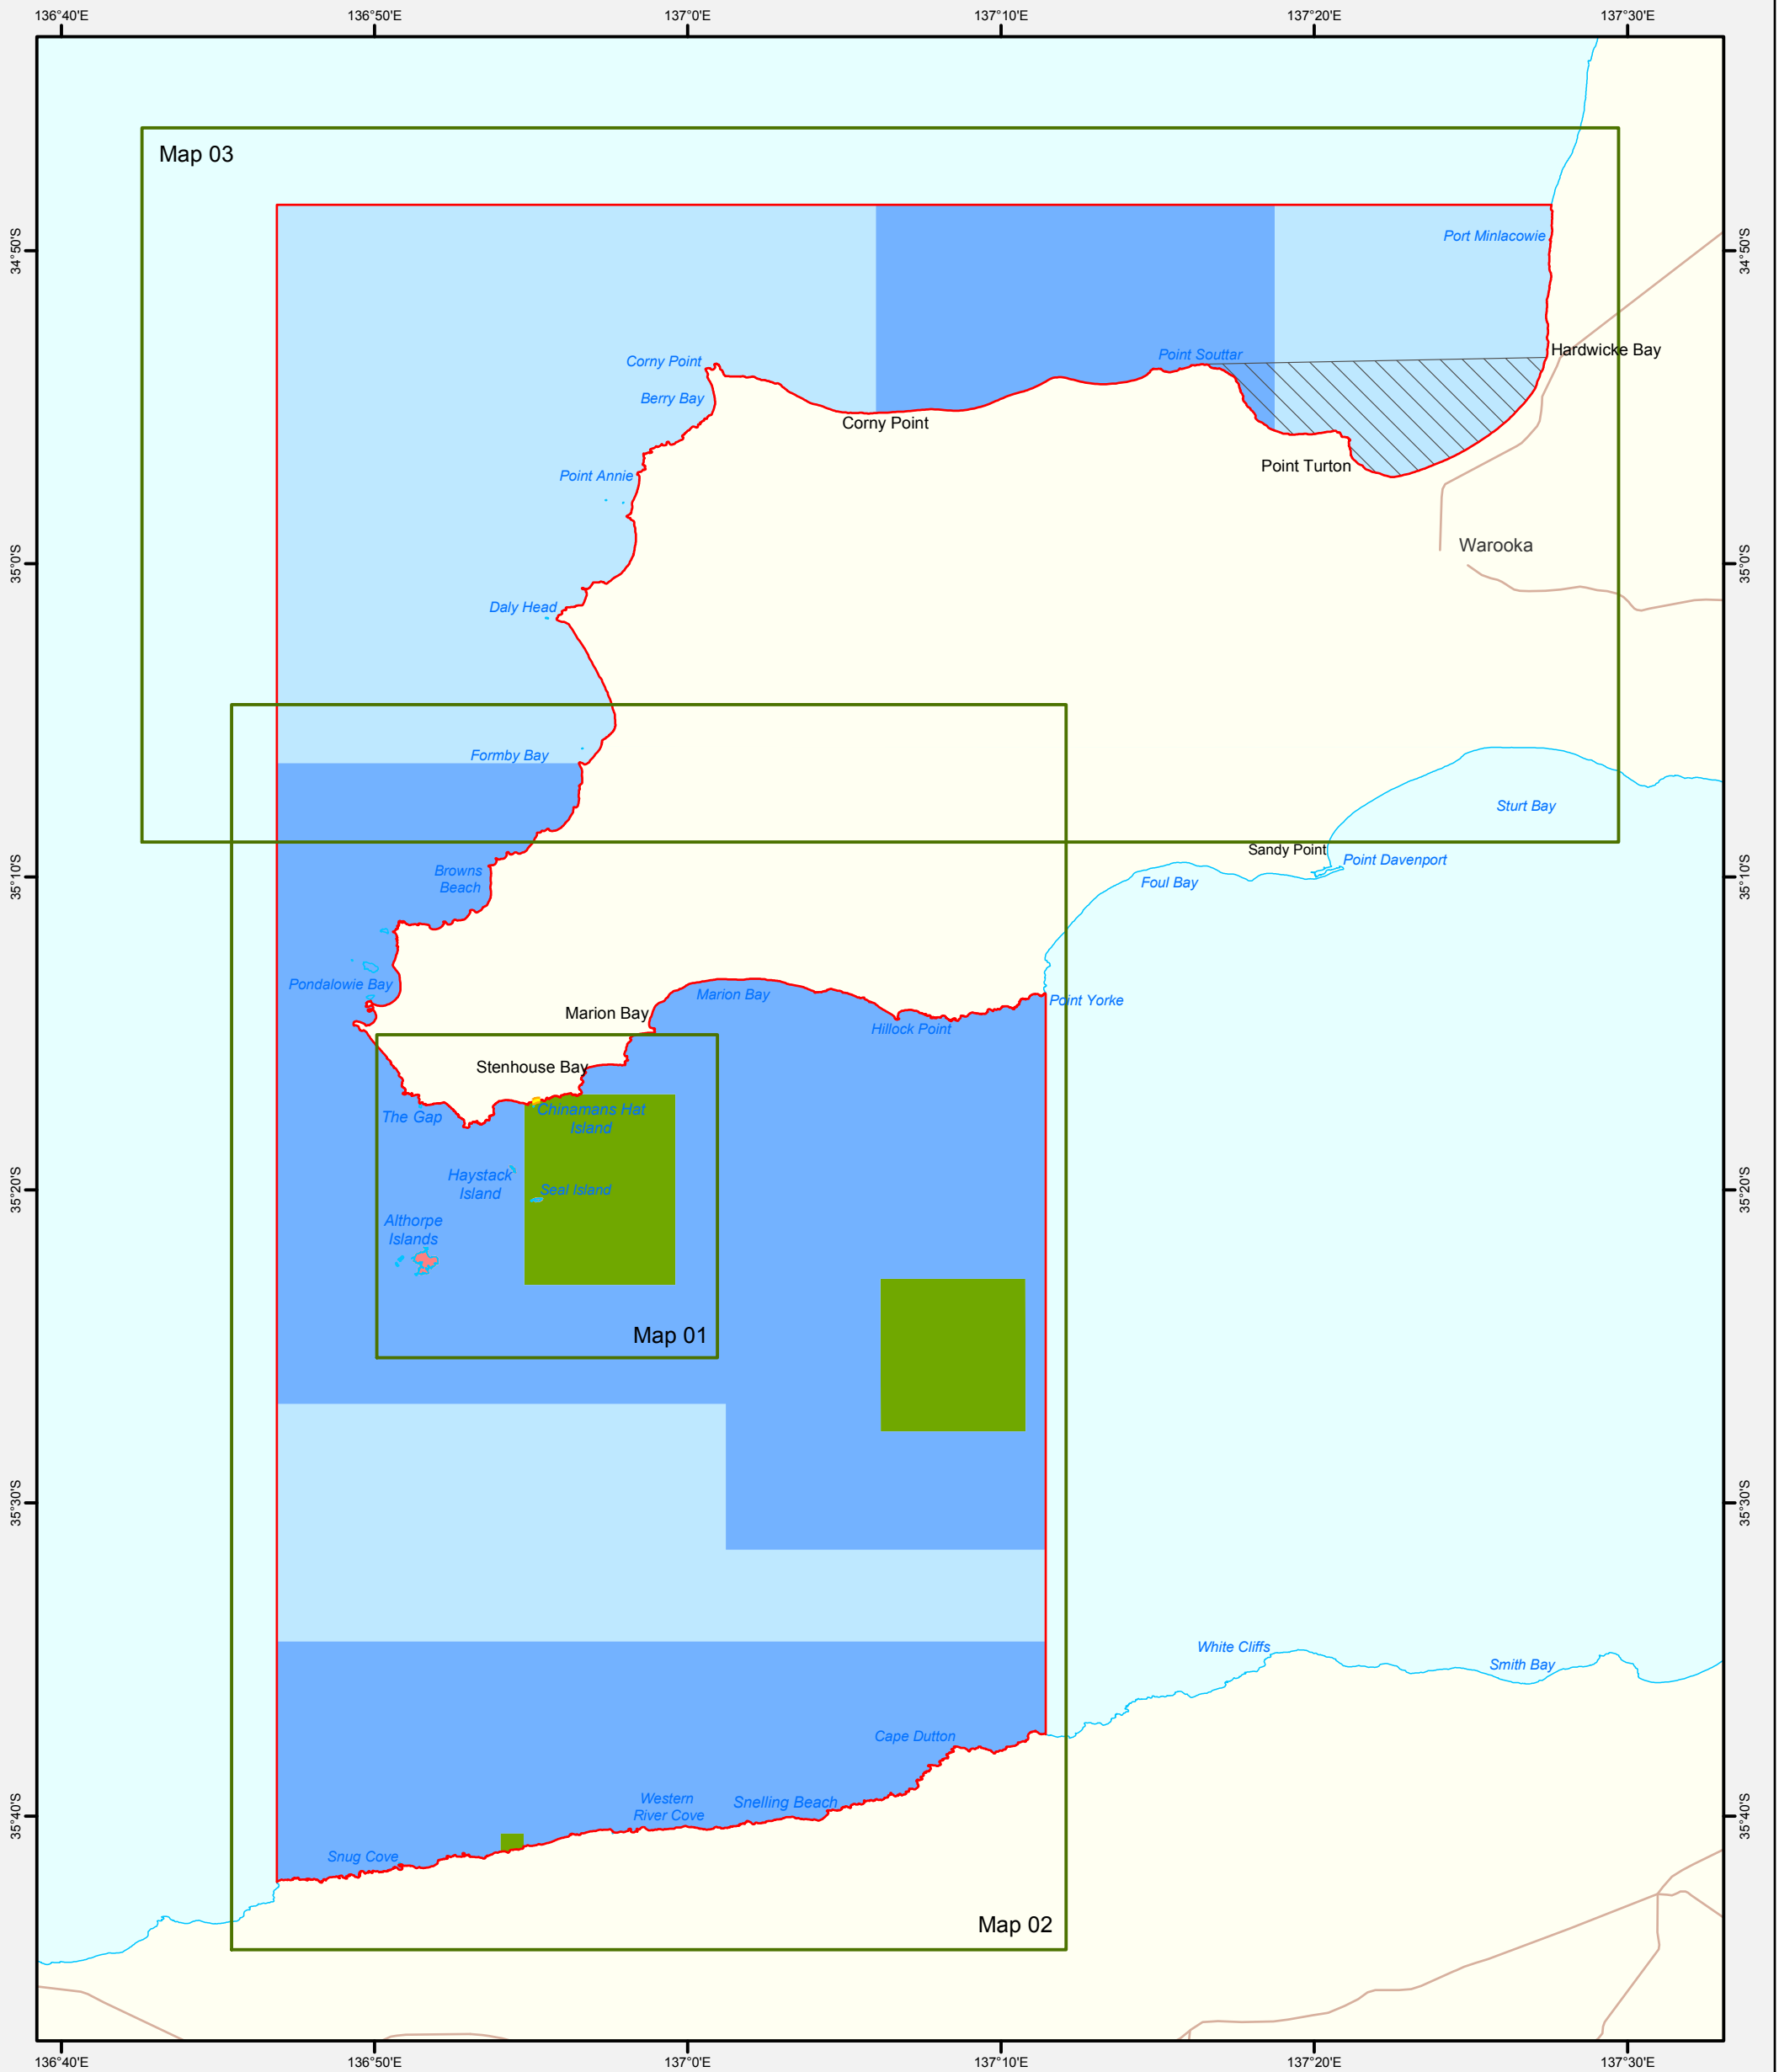 136°40'E
136°50'E
137°0'E
137°10'E
137°20'E
137°30'E
Map 03
Port Minlacowie
34°50'S
34°50'S
Hardwicke Bay
Point Souttar
Corny Point
Berry Bay
Corny Point
Point Turton
Point Annie
Warooka
35°0'S
35°0'S
Daly Head
Formby Bay
Sturt Bay
Sandy Point
Point Davenport
Browns
Beach
35°10'S
35°10'S
Foul Bay
Pondalowie Bay
Marion Bay
Point Yorke
Marion Bay
Hillock Point
Stenhouse Bay
The Gap
Chinamans Hat
Island
Haystack
Island
Seal Island
35°20'S
35°20'S
Althorpe
Islands
Map 01
35°30'S
35°30'S
White Cliffs
Smith Bay
Cape Dutton
Western
River Cove
Snelling Beach
35°40'S
35°40'S
Snug Cove
Map 02
136°40'E
136°50'E
137°0'E
137°10'E
137°20'E
137°30'E